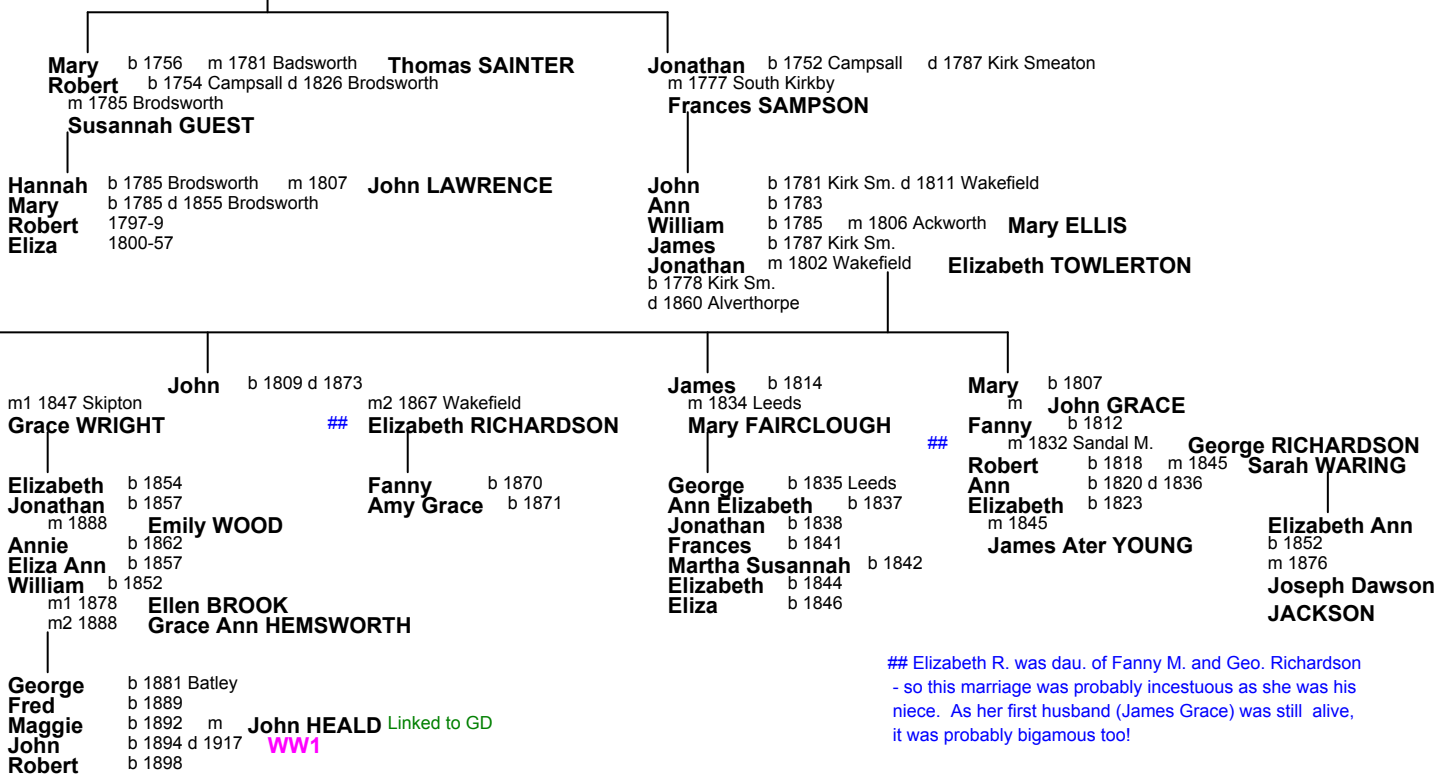 Mary b 1756 m 1781 Badsworth Thomas SAINTER
Robert b 1754 Campsall d 1826 Brodsworth
m 1785 Brodsworth
Susannah GUEST
Jonathan b 1752 Campsall d 1787 Kirk Smeaton
m 1777 South Kirkby
Frances SAMPSON
Hannah b 1785 Brodsworth m 1807 John LAWRENCE
Mary b 1785 d 1855 Brodsworth
Robert 1797-9
Eliza 1800-57
John b 1781 Kirk Sm. d 1811 Wakefield
Ann b 1783
William b 1785 m 1806 Ackworth Mary ELLIS
James b 1787 Kirk Sm.
Jonathan m 1802 Wakefield Elizabeth TOWLERTON
b 1778 Kirk Sm.
d 1860 Alverthorpe
John b 1809 d 1873
m1 1847 Skipton
Grace WRIGHT
m2 1867 Wakefield
## Elizabeth RICHARDSON
Elizabeth b 1854
Jonathan b 1857
m 1888 Emily WOOD
Annie b 1862
Eliza Ann b 1857
William b 1852
m1 1878 Ellen BROOK
m2 1888 Grace Ann HEMSWORTH
Fanny b 1870
Amy Grace b 1871
George b 1881 Batley
Fred b 1889
Maggie b 1892 m John HEALD Linked to GD
John b 1894 d 1917 WW1
Robert b 1898
James b 1814
m 1834 Leeds
Mary FAIRCLOUGH
George b 1835 Leeds
Ann Elizabeth b 1837
Jonathan b 1838
Frances b 1841
Martha Susannah b 1842
Elizabeth b 1844
Eliza b 1846
Mary b 1807
m John GRACE
Fanny b 1812
## m 1832 Sandal M. George RICHARDSON
Robert b 1818 m 1845 Sarah WARING
Ann b 1820 d 1836
Elizabeth b 1823
m 1845
James Ater YOUNG
Elizabeth Ann
b 1852
m 1876
Joseph Dawson
JACKSON
## Elizabeth R. was dau. of Fanny M. and Geo. Richardson
- so this marriage was probably incestuous as she was his
niece. As her first husband (James Grace) was still alive,
it was probably bigamous too!